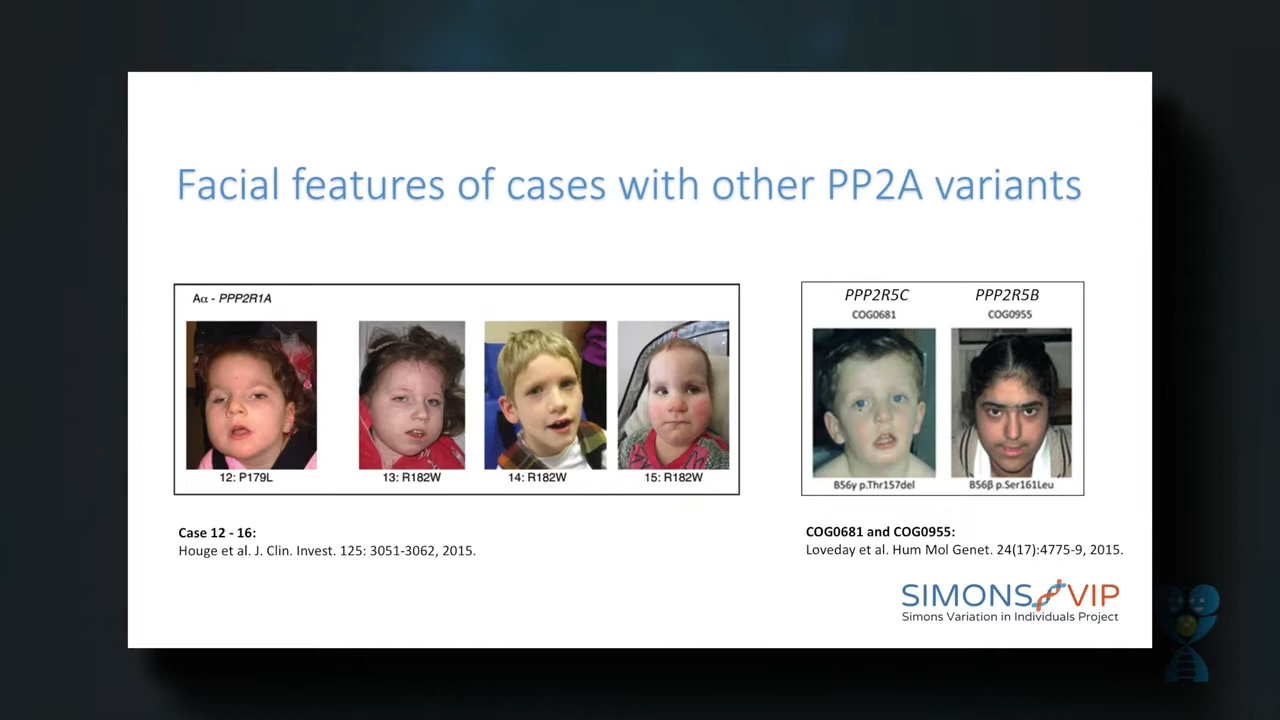 Facial features of cases with other PP2A variants
Aα - PPP2R1A
12: P179L
13: R182W
14: R182W
15: R182W
PPP2R5C
PPP2R5B
COG0681
COG0955
B56γ p.Thr157del
B56β p.Ser161Leu
Case 12 - 16:
Houge et al. J. Clin. Invest. 125: 3051-3062, 2015.
COG0681 and COG0955:
Loveday et al. Hum Mol Genet. 24(17):4775-9, 2015.
SIMONS VIP
Simons Variation in Individuals Project